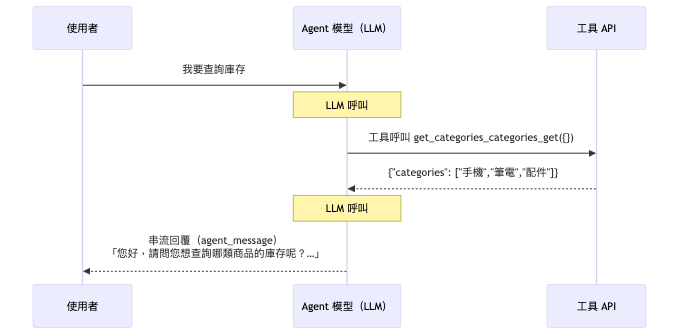 使用者
Agent 模型（LLM）
工具 API
我要查詢庫存
LLM 呼叫
工具呼叫 get_categories_categories_get({})
{"categories": ["手機","筆電","配件"]}
LLM 呼叫
串流回覆（agent_message）
「您好，請問您想查詢哪類商品的庫存呢？...」
使用者
Agent 模型（LLM）
工具 API